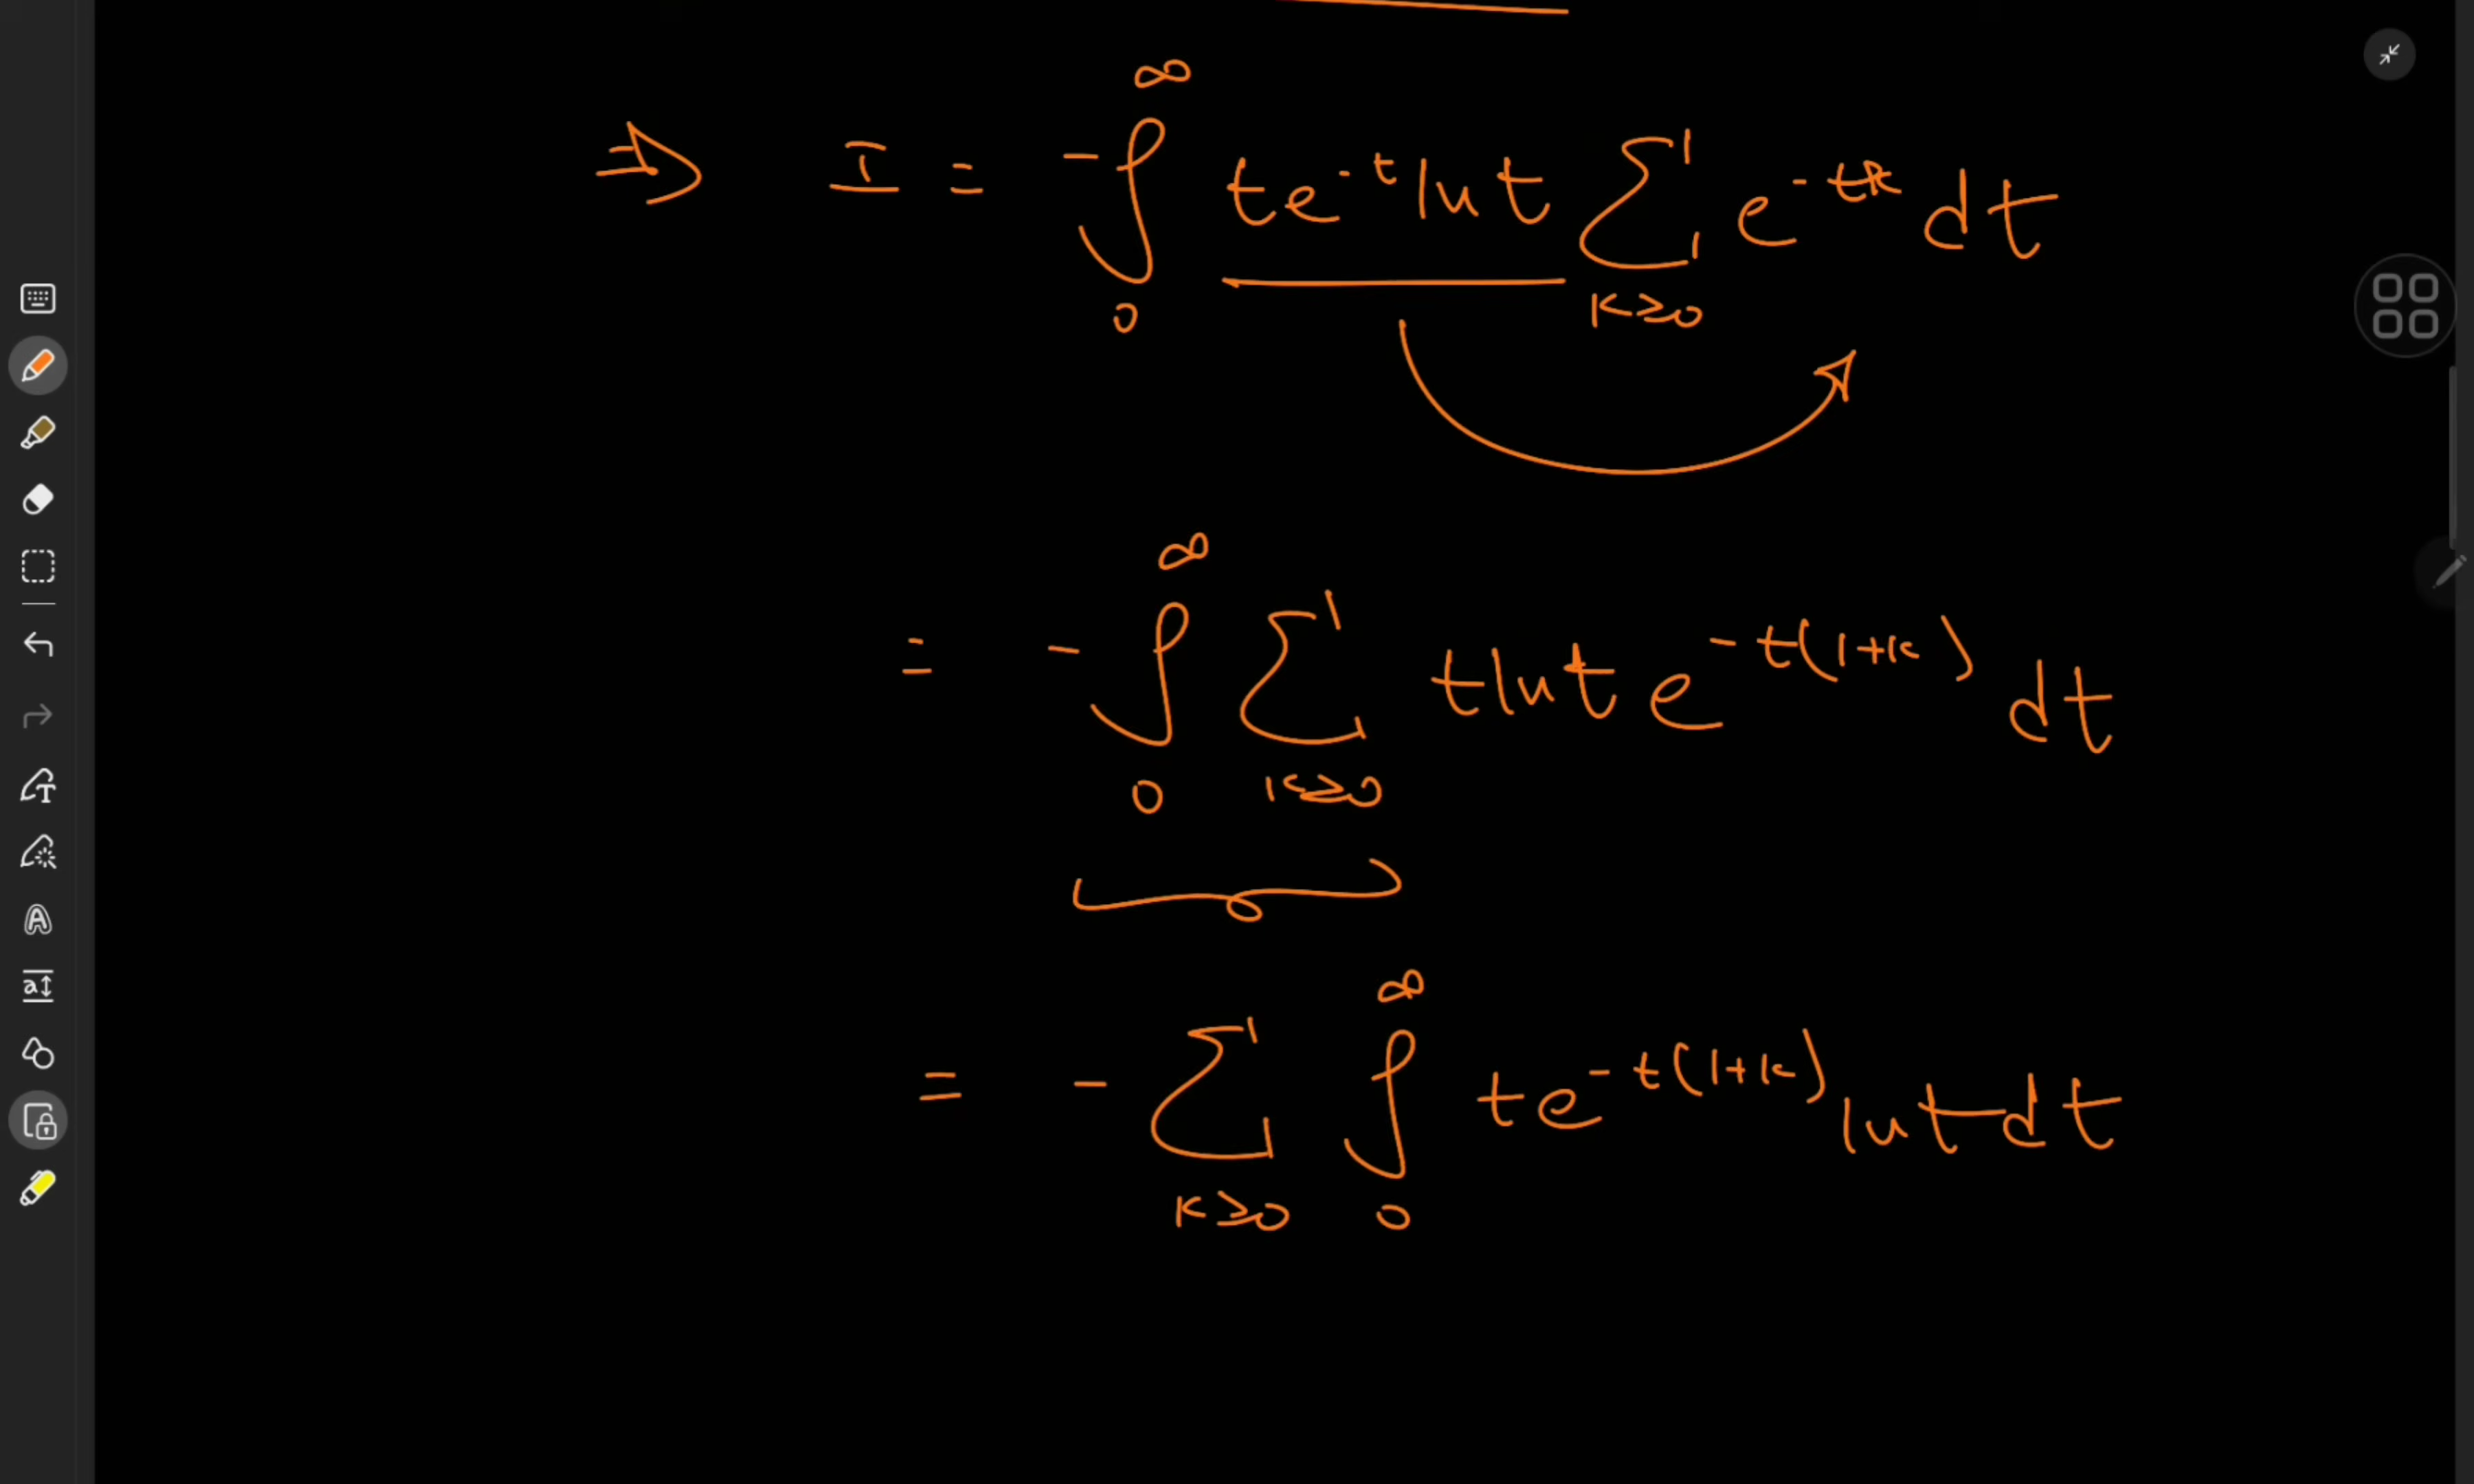 ⇒ I = -∫₀^∞ te^{-t} ln t ∑_{k≥0} e^{-tk} dt
= -∫₀^∞ ∑_{k≥0} t ln t e^{-t(1+k)} dt
= -∑_{k≥0} ∫₀^∞ te^{-t(1+k)} ln t dt